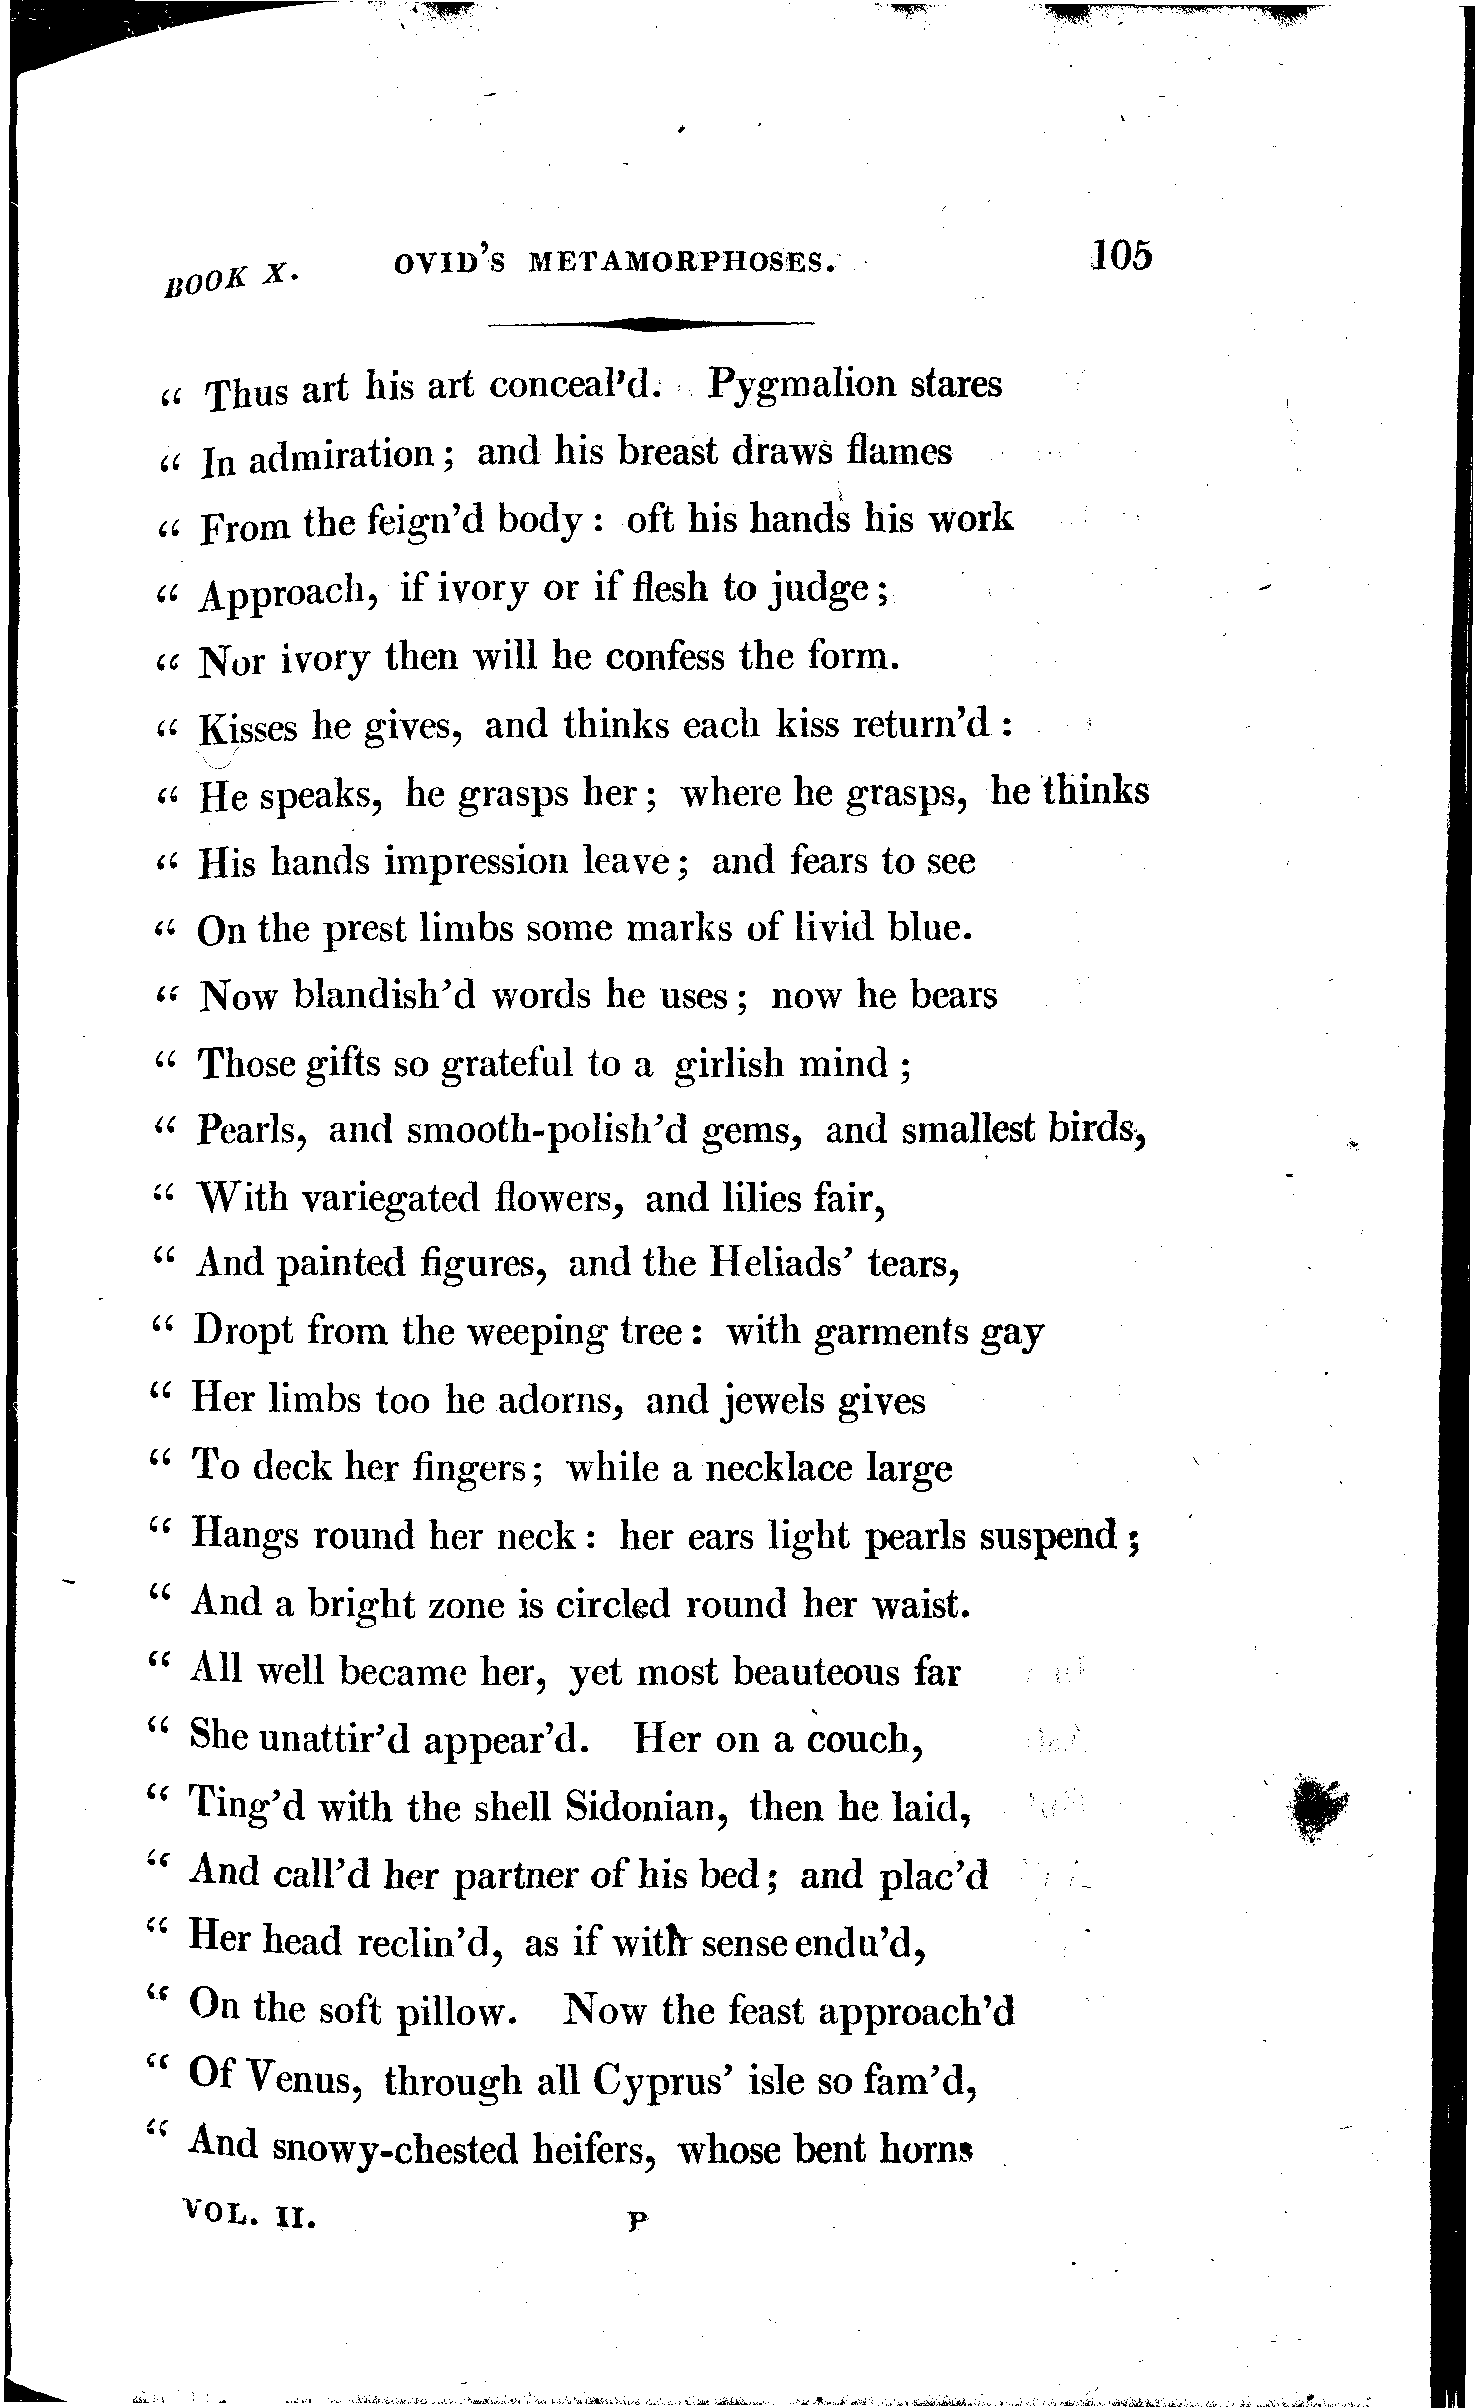 BOOK X. OVID'S METAMORPHOSES. 105
“ Thus art his art conceal'd. Pygmalion stares
“ In admiration; and his breast draws flames
“ From the feign'd body: oft his hands his work
“ Approach, if ivory or if flesh to judge;
“ Nor ivory then will he confess the form.
“ Kisses he gives, and thinks each kiss return'd:
“ He speaks, he grasps her; where he grasps, he thinks
“ His hands impression leave; and fears to see
“ On the prest limbs some marks of livid blue.
“ Now blandish'd words he uses; now he bears
“ Those gifts so grateful to a girlish mind;
“ Pearls, and smooth-polish'd gems, and smallest birds,
“ With variegated flowers, and lilies fair,
“ And painted figures, and the Heliads' tears,
“ Dropt from the weeping tree: with garments gay
“ Her limbs too he adorns, and jewels gives
“ To deck her fingers; while a necklace large
“ Hangs round her neck: her ears light pearls suspend;
“ And a bright zone is circled round her waist.
“ All well became her, yet most beauteous far
“ She unattir'd appear'd. Her on a couch,
“ Ting'd with the shell Sidonian, then he laid,
“ And call'd her partner of his bed; and plac'd
“ Her head reclin'd, as if with sense endu'd,
“ On the soft pillow. Now the feast approach'd
“ Of Venus, through all Cyprus' isle so fam'd,
“ And snowy-chested heifers, whose bent horns
VOL. II. P